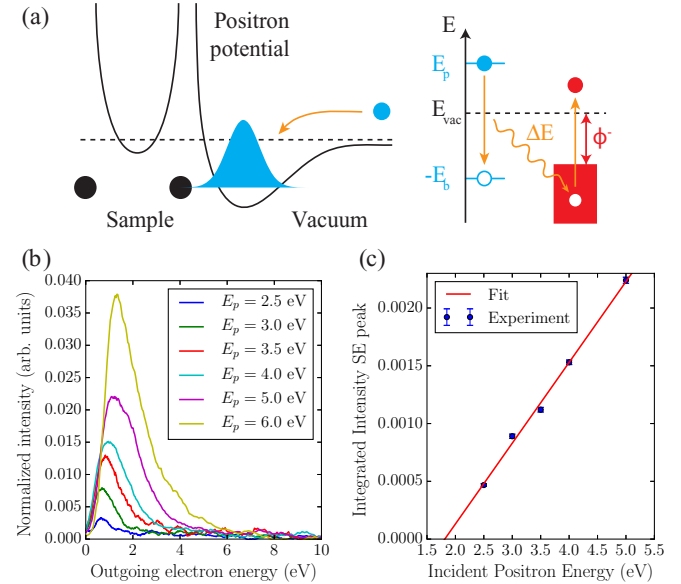 (a)
Positron
potential
Sample
Vacuum
E
E_p
E_vac
ΔE
ϕ⁻
-E_b
(b)
Normalized intensity (arb. units)
0.040
0.035
0.030
0.025
0.020
0.015
0.010
0.005
0.000
E_p = 2.5 eV
E_p = 3.0 eV
E_p = 3.5 eV
E_p = 4.0 eV
E_p = 5.0 eV
E_p = 6.0 eV
0 2 4 6 8 10
Outgoing electron energy (eV)
(c)
Integrated Intensity SE peak
0.0020
0.0015
0.0010
0.0005
0.0000
Fit
Experiment
1.5 2.0 2.5 3.0 3.5 4.0 4.5 5.0 5.5
Incident Positron Energy (eV)